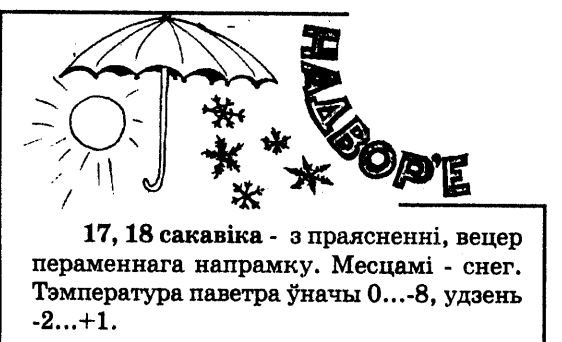 НАДВОР'Е
17, 18 сакавіка - з праясненні, вецер
пераменнага напрамку. Месцамі - снег.
Тэмпература паветра ўначы 0...-8, удзень
-2...+1.